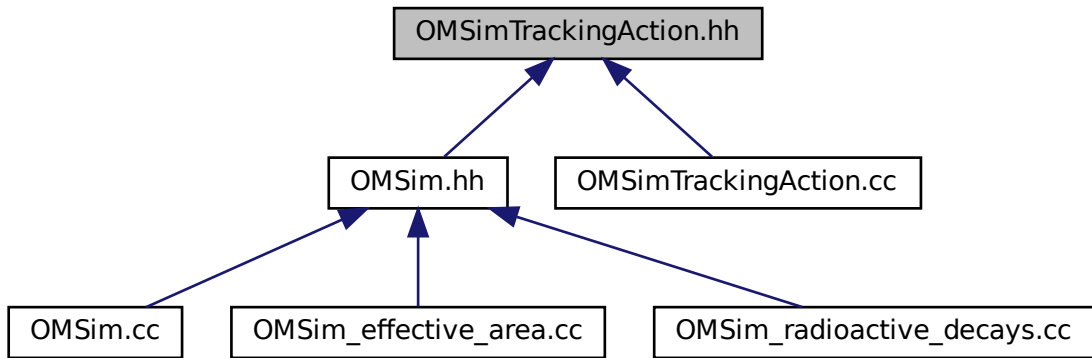 OMSimTrackingAction.hh
OMSim.hh
OMSimTrackingAction.cc
OMSim.cc
OMSim_effective_area.cc
OMSim_radioactive_decays.cc